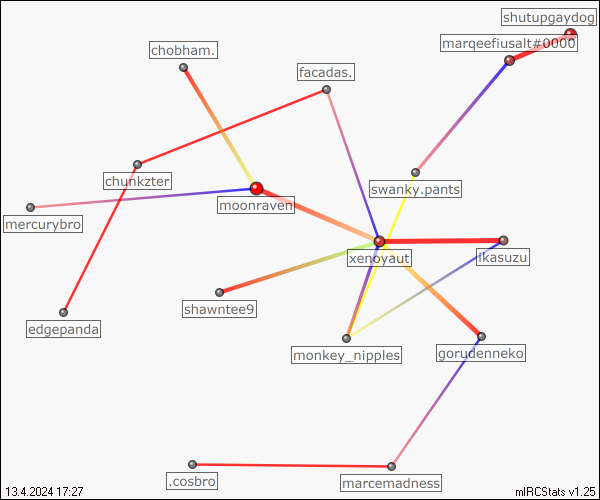 shutupgaydog
marqeefiusalt#0000
chobham.
facadas.
chunkzter
swanky.pants
moonraven
mercurybro
xenoyaut
ikasuzu
shawntee9
edgepanda
monkey_nipples
gorudenneko
.cosbro
marcemadness
13.4.2024 17:27
mIRCStats v1.25